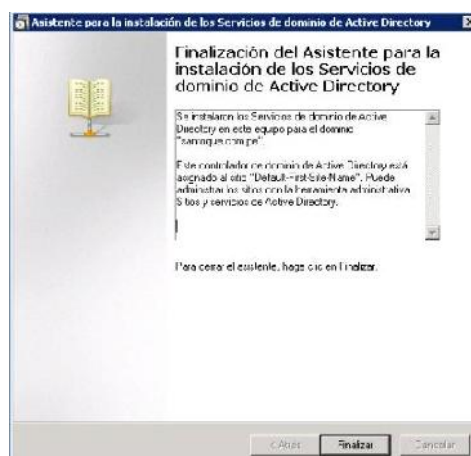 Asistente para la instalación de los Servicios de dominio de Active Directory
Finalización del Asistente para la
instalación de los Servicios de
dominio de Active Directory
Se instalaron los Servicios de dominio de Active
Directory en este equipo para el dominio
"sanroque.com.pe".
Este controlador de dominio de Active Directory está
asignado al sitio "Default-First-Site-Name". Puede
administrar los sitios con la herramienta administrativa
Sitios y servicios de Active Directory.
Para cerrar el asistente, haga clic en Finalizar.
< Atrás
Finalizar
Cancelar